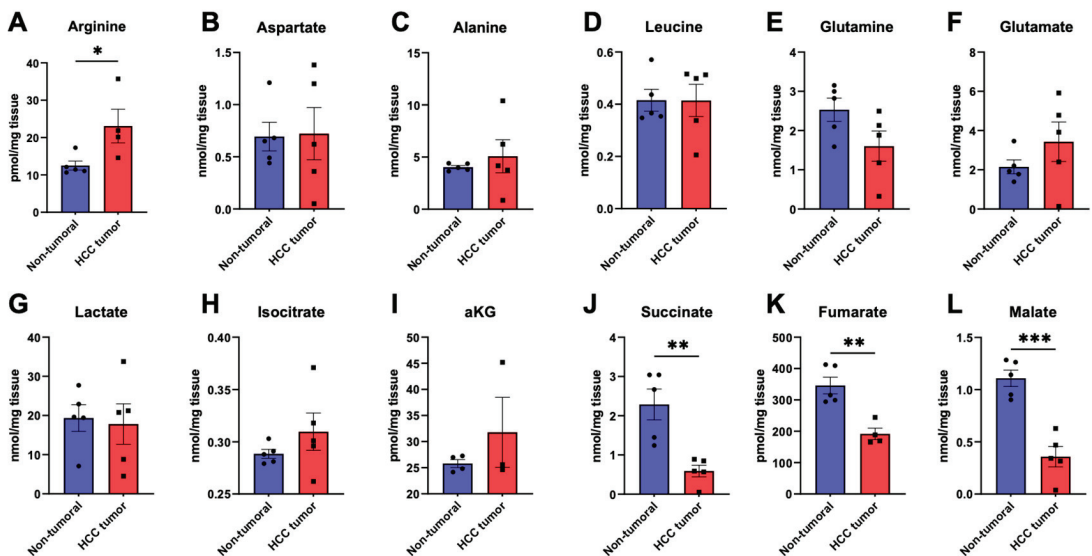 A Arginine
*
pmol/mg tissue
40
30
20
10
0
Non-tumoral
HCC tumor
B Aspartate
nmol/mg tissue
1.5
1.0
0.5
0.0
Non-tumoral
HCC tumor
C Alanine
nmol/mg tissue
15
10
5
0
Non-tumoral
HCC tumor
D Leucine
nmol/mg tissue
0.6
0.4
0.2
0.0
Non-tumoral
HCC tumor
E Glutamine
nmol/mg tissue
4
3
2
1
0
Non-tumoral
HCC tumor
F Glutamate
nmol/mg tissue
8
6
4
2
0
Non-tumoral
HCC tumor
G Lactate
nmol/mg tissue
40
30
20
10
0
Non-tumoral
HCC tumor
H Isocitrate
nmol/mg tissue
0.40
0.35
0.30
0.25
Non-tumoral
HCC tumor
I aKG
pmol/mg tissue
50
45
40
35
30
25
20
Non-tumoral
HCC tumor
J Succinate
**
nmol/mg tissue
4
3
2
1
0
Non-tumoral
HCC tumor
K Fumarate
**
pmol/mg tissue
500
400
300
200
100
0
Non-tumoral
HCC tumor
L Malate
***
nmol/mg tissue
1.5
1.0
0.5
0.0
Non-tumoral
HCC tumor